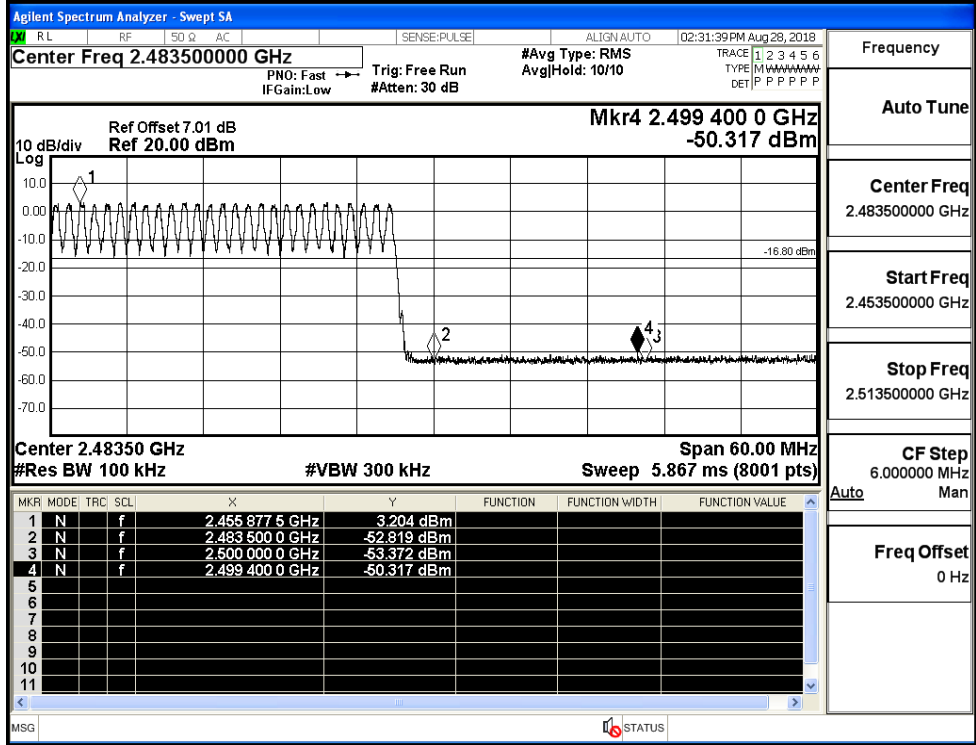 Agilent Spectrum Analyzer - Swept SA
LXI RL RF 50 Ω AC SENSE:PULSE ALIGN AUTO 02:31:39 PM Aug 28, 2018
Center Freq 2.483500000 GHz
PNO: Fast
IFGain:Low
Trig: Free Run
#Atten: 30 dB
#Avg Type: RMS
Avg|Hold: 10/10
TRACE 1 2 3 4 5 6
TYPE M W W W W W
DET P P P P P P
Mkr4 2.499 400 0 GHz
-50.317 dBm
Ref Offset 7.01 dB
10 dB/div Ref 20.00 dBm
Log
10.0
0.00
-10.0
-20.0
-30.0
-40.0
-50.0
-60.0
-70.0
1
-16.80 dBm
2
4
3
Center 2.48350 GHz Span 60.00 MHz
#Res BW 100 kHz #VBW 300 kHz Sweep 5.867 ms (8001 pts)
MKR MODE TRC SCL X Y FUNCTION FUNCTION WIDTH FUNCTION VALUE
1 N f 2.455 877 5 GHz 3.204 dBm
2 N f 2.483 500 0 GHz -52.819 dBm
3 N f 2.500 000 0 GHz -53.372 dBm
4 N f 2.499 400 0 GHz -50.317 dBm
5
6
7
8
9
10
11
MSG STATUS
Frequency
Auto Tune
Center Freq
2.483500000 GHz
Start Freq
2.453500000 GHz
Stop Freq
2.513500000 GHz
CF Step
6.000000 MHz
Auto Man
Freq Offset
0 Hz